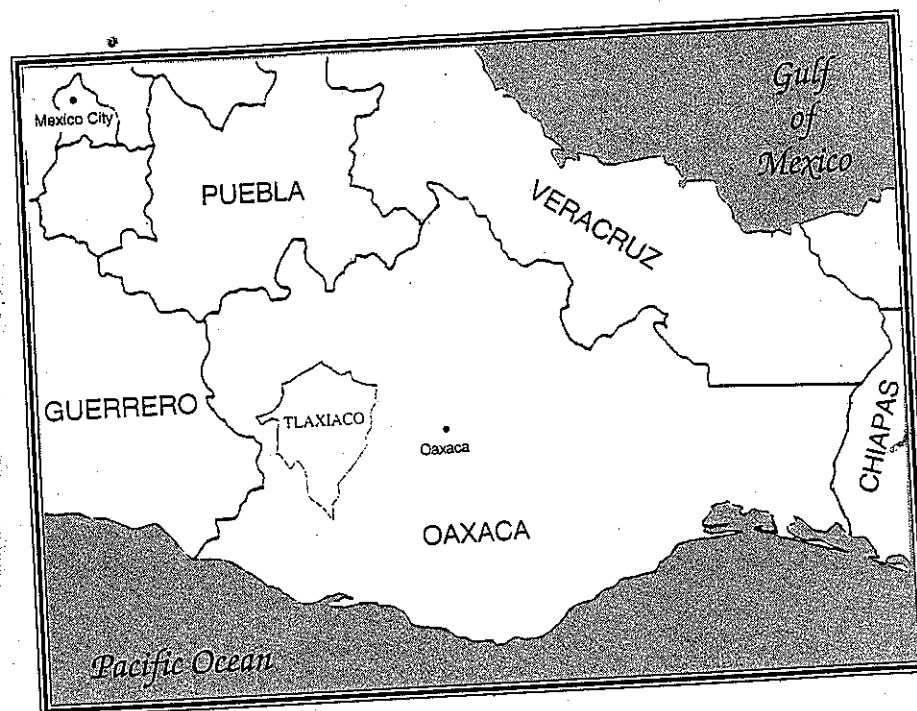 Gulf
of
Mexico
Mexico City
PUEBLA
VERACRUZ
GUERRERO
TLAXIACO
Oaxaca
CHIAPAS
OAXACA
Pacific Ocean